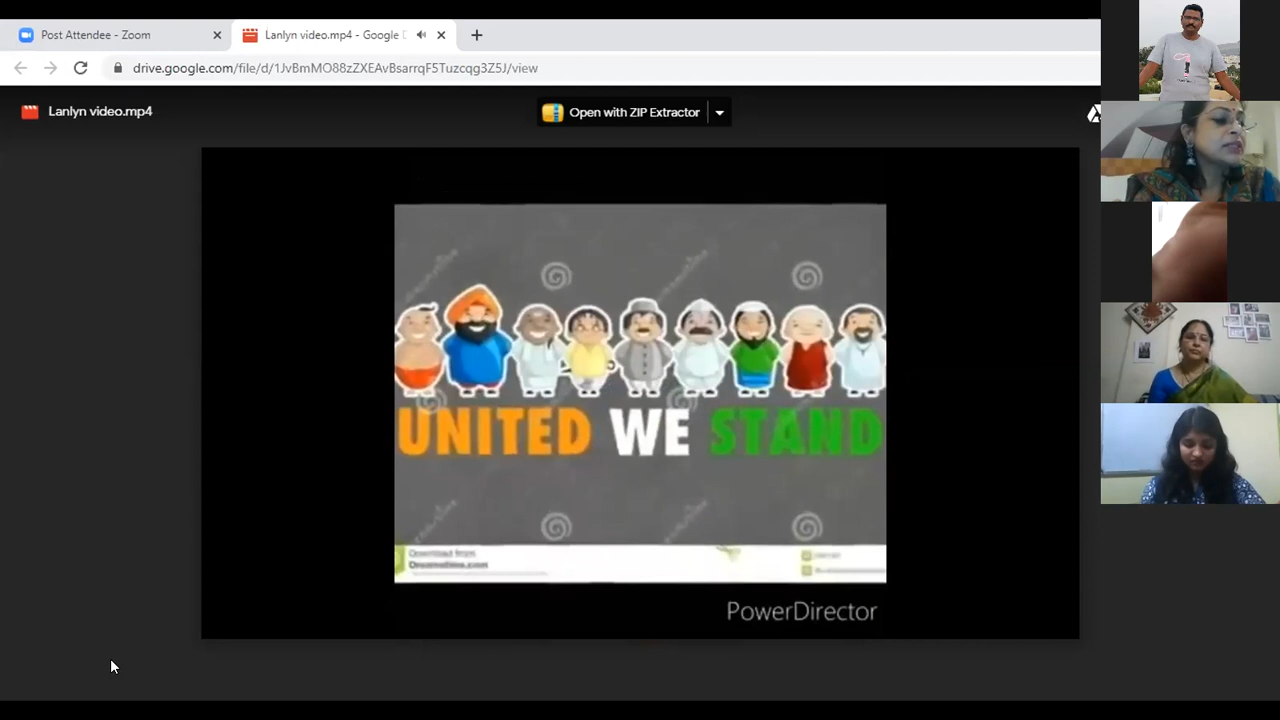 Post Attendee - Zoom
Lanlyn video.mp4 - Google D
drive.google.com/file/d/1JvBmMO88zZXEAvBsarrqF5Tuzcqg3Z5J/view
Lanlyn video.mp4
Open with ZIP Extractor
UNITED WE STAND
Download from
Dreamstime.com
PowerDirector